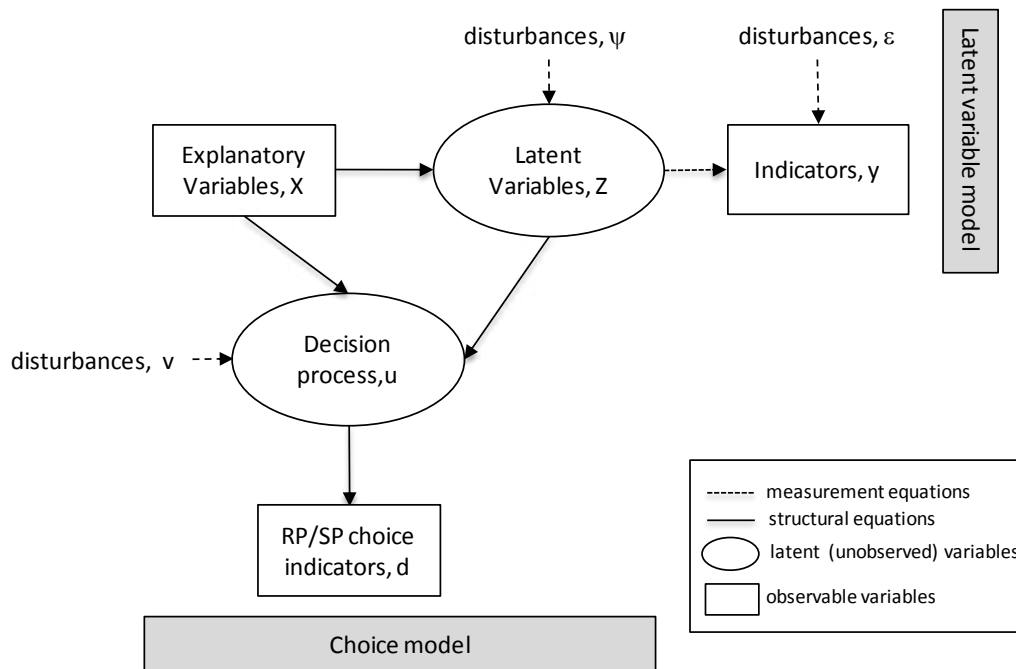 disturbances, ψ
disturbances, ε
Latent variable model
Explanatory
Variables, X
Latent
Variables, Z
Indicators, y
Decision
process,u
disturbances, v
RP/SP choice
indicators, d
measurement equations
structural equations
latent (unobserved) variables
observable variables
Choice model